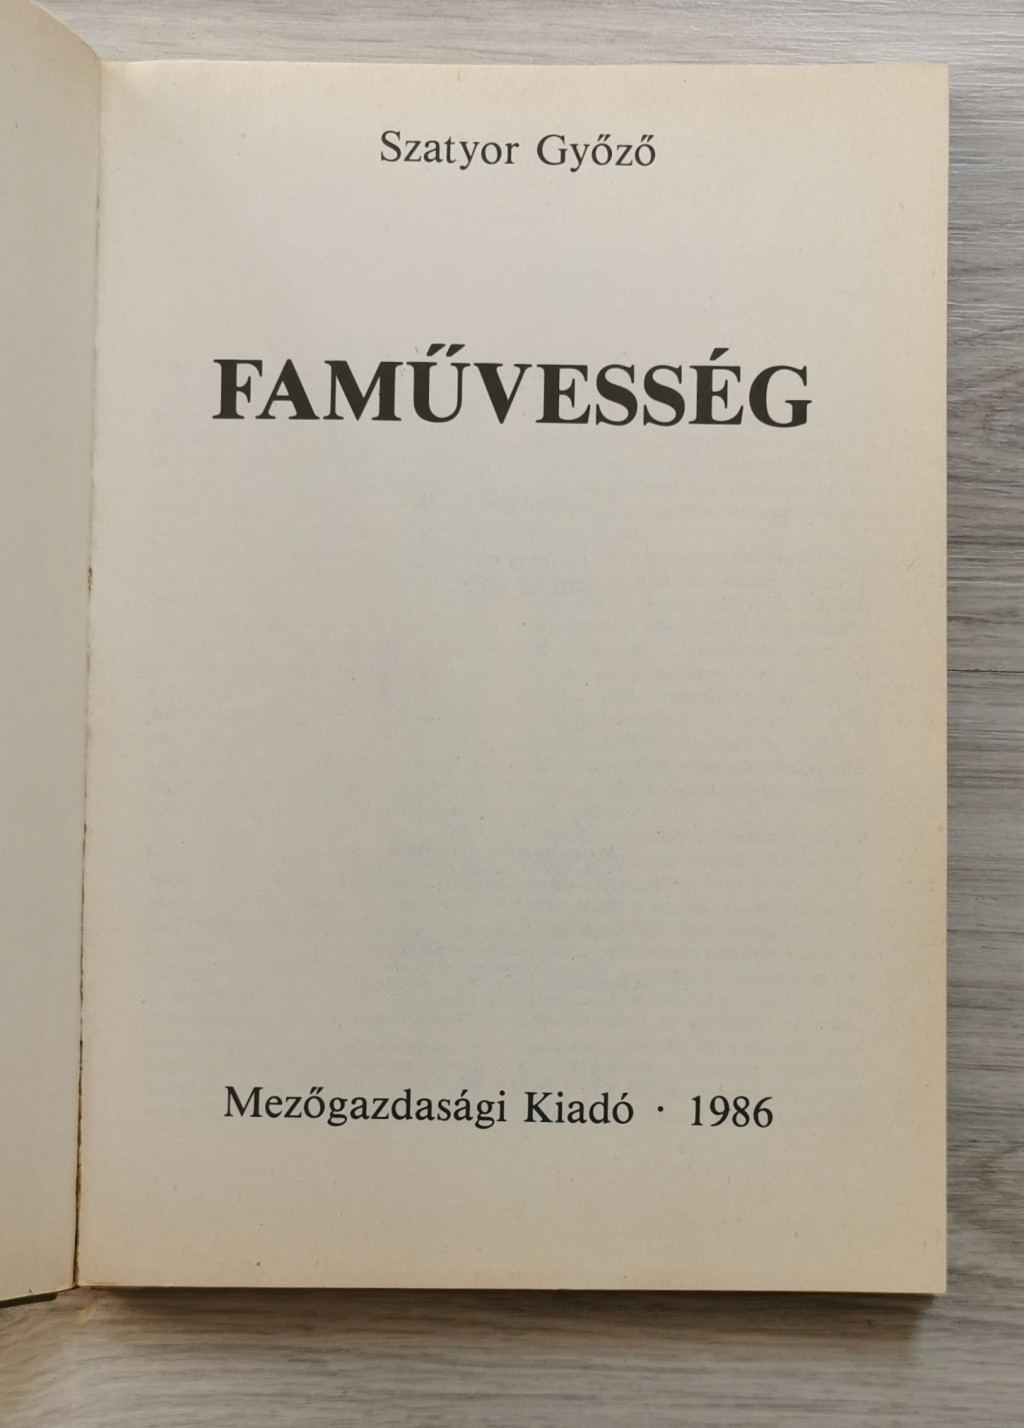 Szatyor Győző
FAMŰVESSÉG
Mezőgazdasági Kiadó · 1986